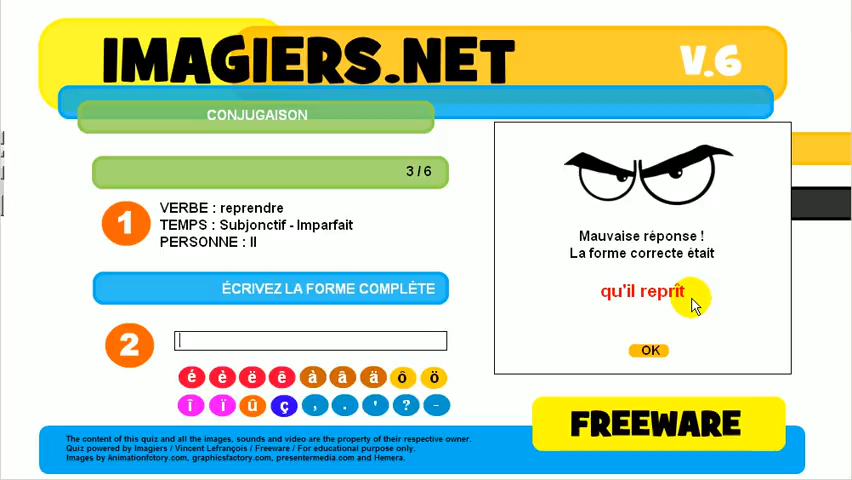 IMAGIERS.NET
V.6
CONJUGAISON
3 / 6
1
VERBE : reprendre
TEMPS : Subjonctif - Imparfait
PERSONNE : Il
Mauvaise réponse !
La forme correcte était
qu'il reprît
OK
ÉCRIVEZ LA FORME COMPLÈTE
2
é è ë ê à â ä ô ö
î ï û ç , . ' ? -
FREEWARE
The content of this quiz and all the images, sounds and video are the property of their respective owner.
Quiz powered by Imagiers / Vincent Lefrançois / Freeware / For educational purpose only.
Images by Animationfctory.com, graphicsfactory.com, presentermedia.com and Hemera.